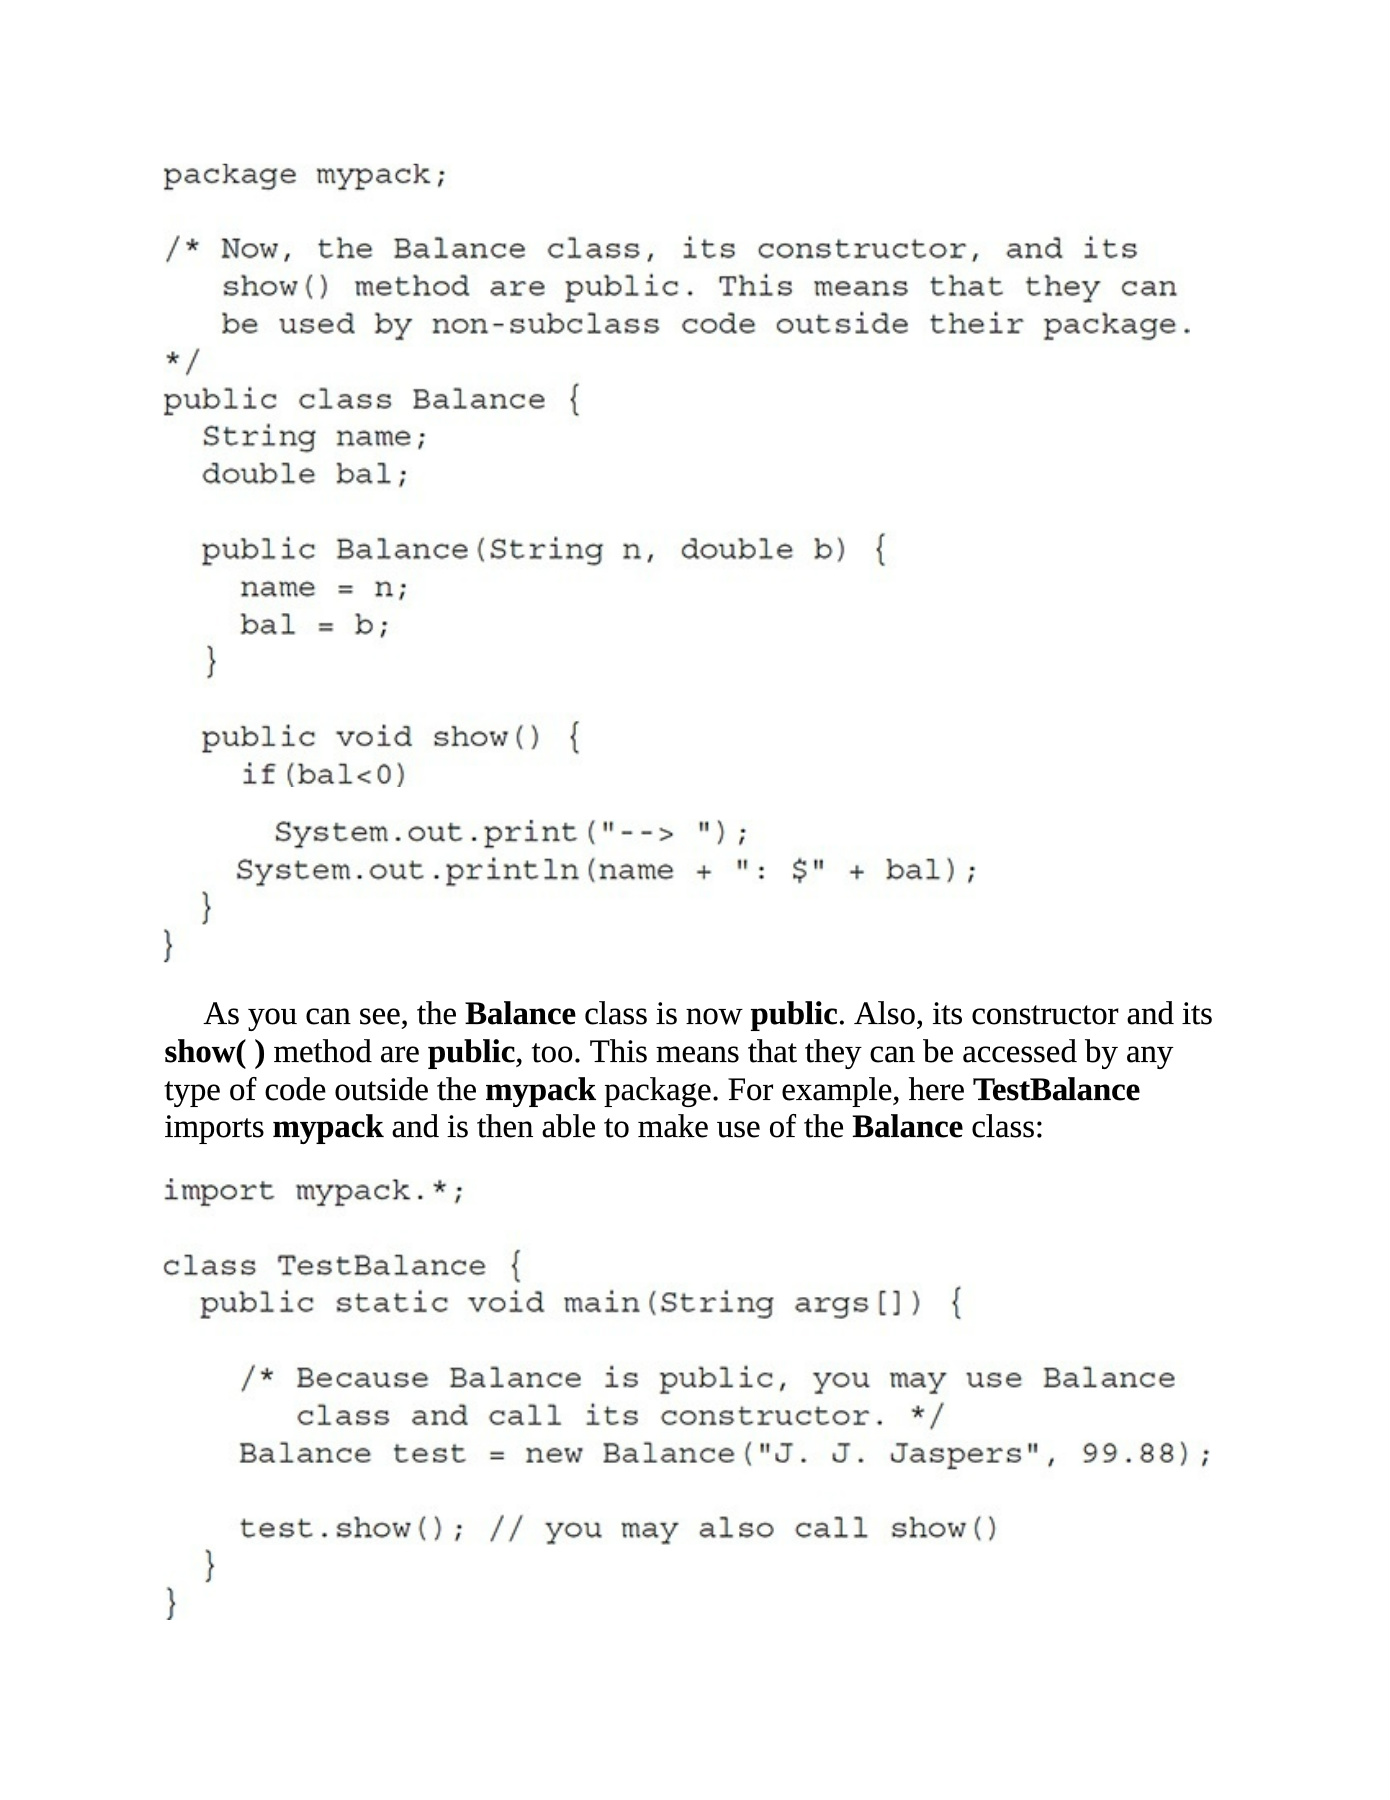 package mypack;
/* Now, the Balance class, its constructor, and its
show() method are public. This means that they can
be used by non-subclass code outside their package.
*/
public class Balance {
String name;
double bal;
public Balance(String n, double b) {
name = n;
bal = b;
}
public void show() {
if(bal<0)
System.out.print("--> ");
System.out.println(name + ": $" + bal);
}
}
As you can see, the Balance class is now public. Also, its constructor and its
show( ) method are public, too. This means that they can be accessed by any
type of code outside the mypack package. For example, here TestBalance
imports mypack and is then able to make use of the Balance class:
import mypack.*;
class TestBalance {
public static void main(String args[]) {
/* Because Balance is public, you may use Balance
class and call its constructor. */
Balance test = new Balance("J. J. Jaspers", 99.88);
test.show(); // you may also call show()
}
}